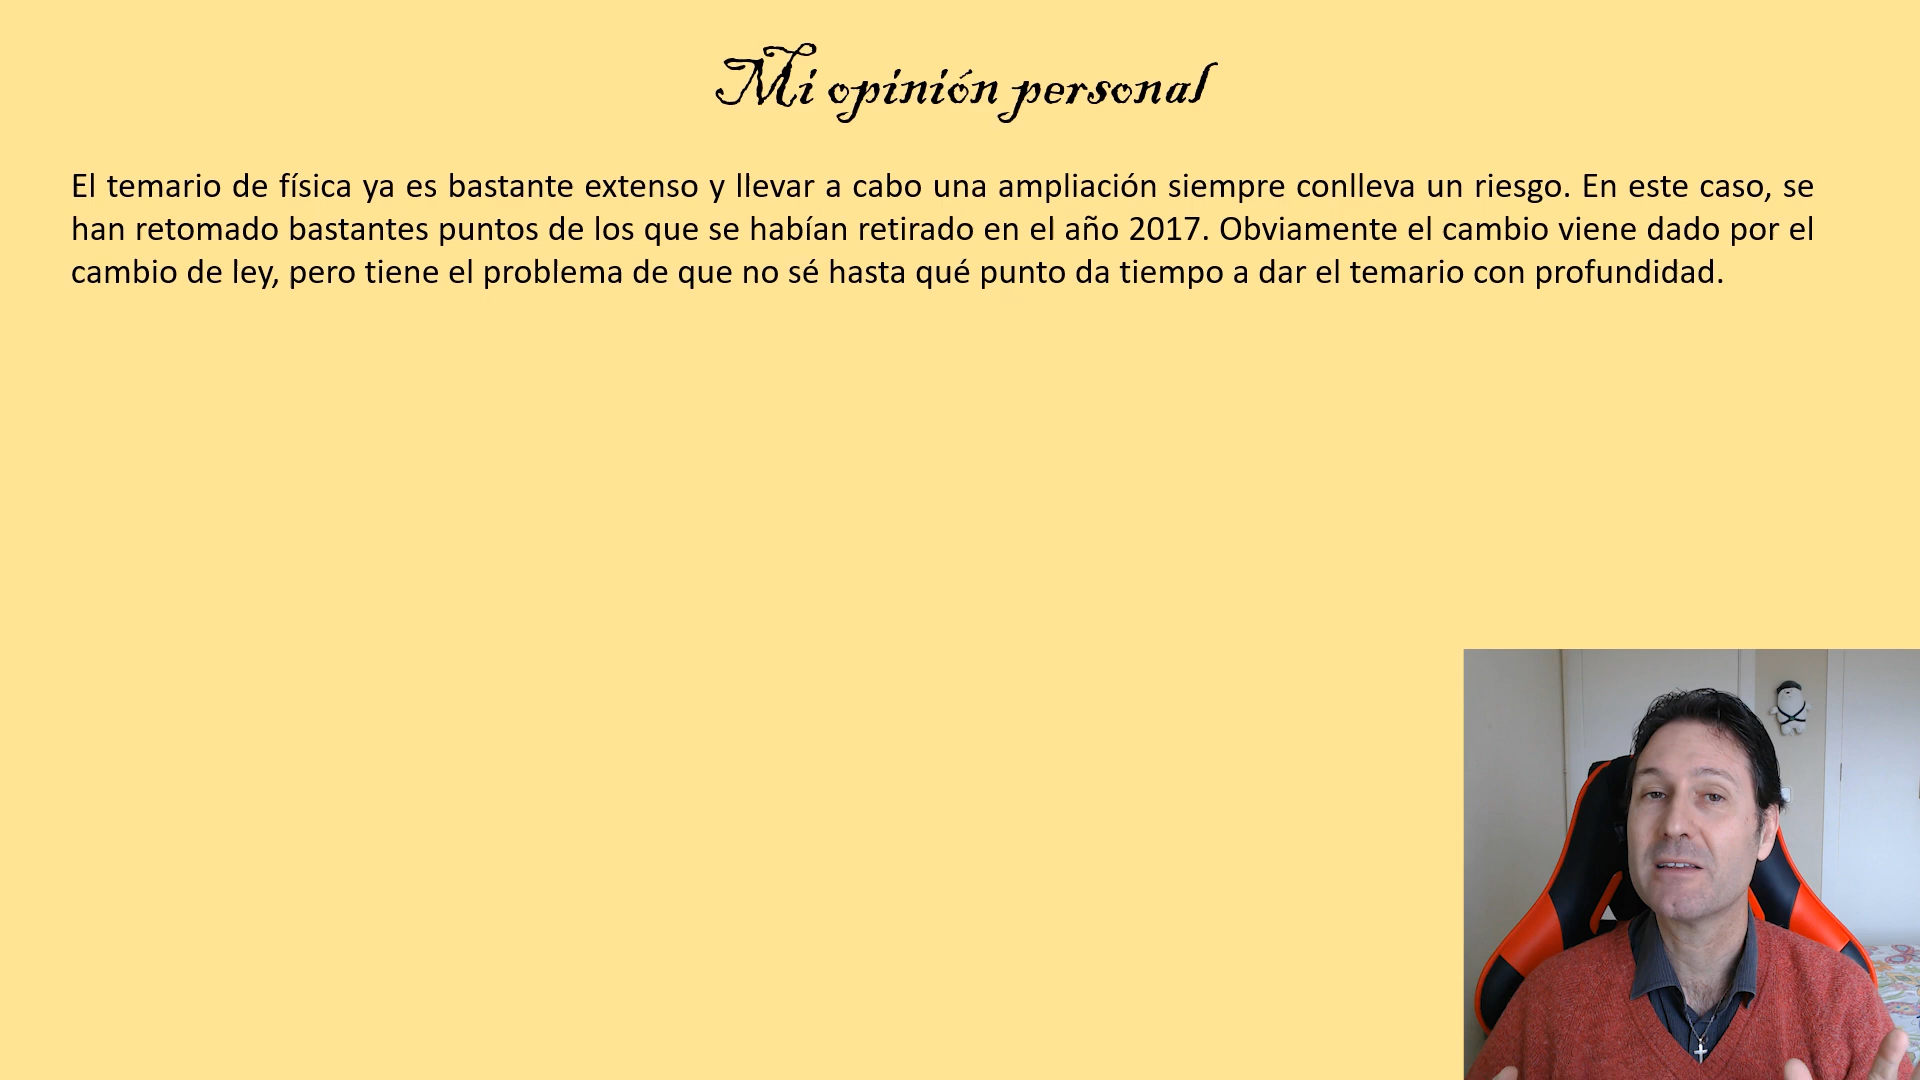 Mi opinión personal
El temario de física ya es bastante extenso y llevar a cabo una ampliación siempre conlleva un riesgo. En este caso, se
han retomado bastantes puntos de los que se habían retirado en el año 2017. Obviamente el cambio viene dado por el
cambio de ley, pero tiene el problema de que no sé hasta qué punto da tiempo a dar el temario con profundidad.